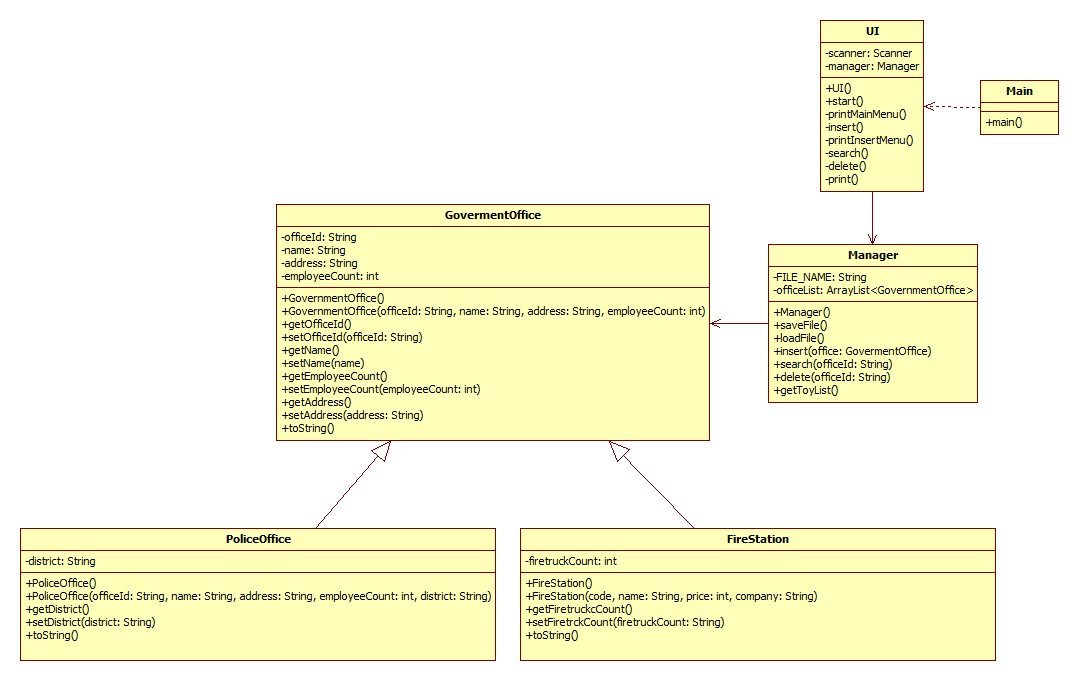 UI
-scanner: Scanner
-manager: Manager
+UI()
+start()
-printMainMenu()
-insert()
-printInsertMenu()
-search()
-delete()
-print()
Main
+main()
GovermentOffice
-officeId: String
-name: String
-address: String
-employeeCount: int
+GovernmentOffice()
+GovernmentOffice(officeId: String, name: String, address: String, employeeCount: int)
+getOfficeId()
+setOfficeId(officeId: String)
+getName()
+setName(name)
+getEmployeeCount()
+setEmployeeCount(employeeCount: int)
+getAddress()
+setAddress(address: String)
+toString()
Manager
-FILE_NAME: String
-officeList: ArrayList<GovernmentOffice>
+Manager()
+saveFile()
+loadFile()
+insert(office: GovermentOffice)
+search(officeId: String)
+delete(officeId: String)
+getToyList()
PoliceOffice
-district: String
+PoliceOffice()
+PoliceOffice(officeId: String, name: String, address: String, employeeCount: int, district: String)
+getDistrict()
+setDistrict(district: String)
+toString()
FireStation
-firetruckCount: int
+FireStation()
+FireStation(code, name: String, price: int, company: String)
+getFiretruckcCount()
+setFiretrckCount(firetruckCount: String)
+toString()